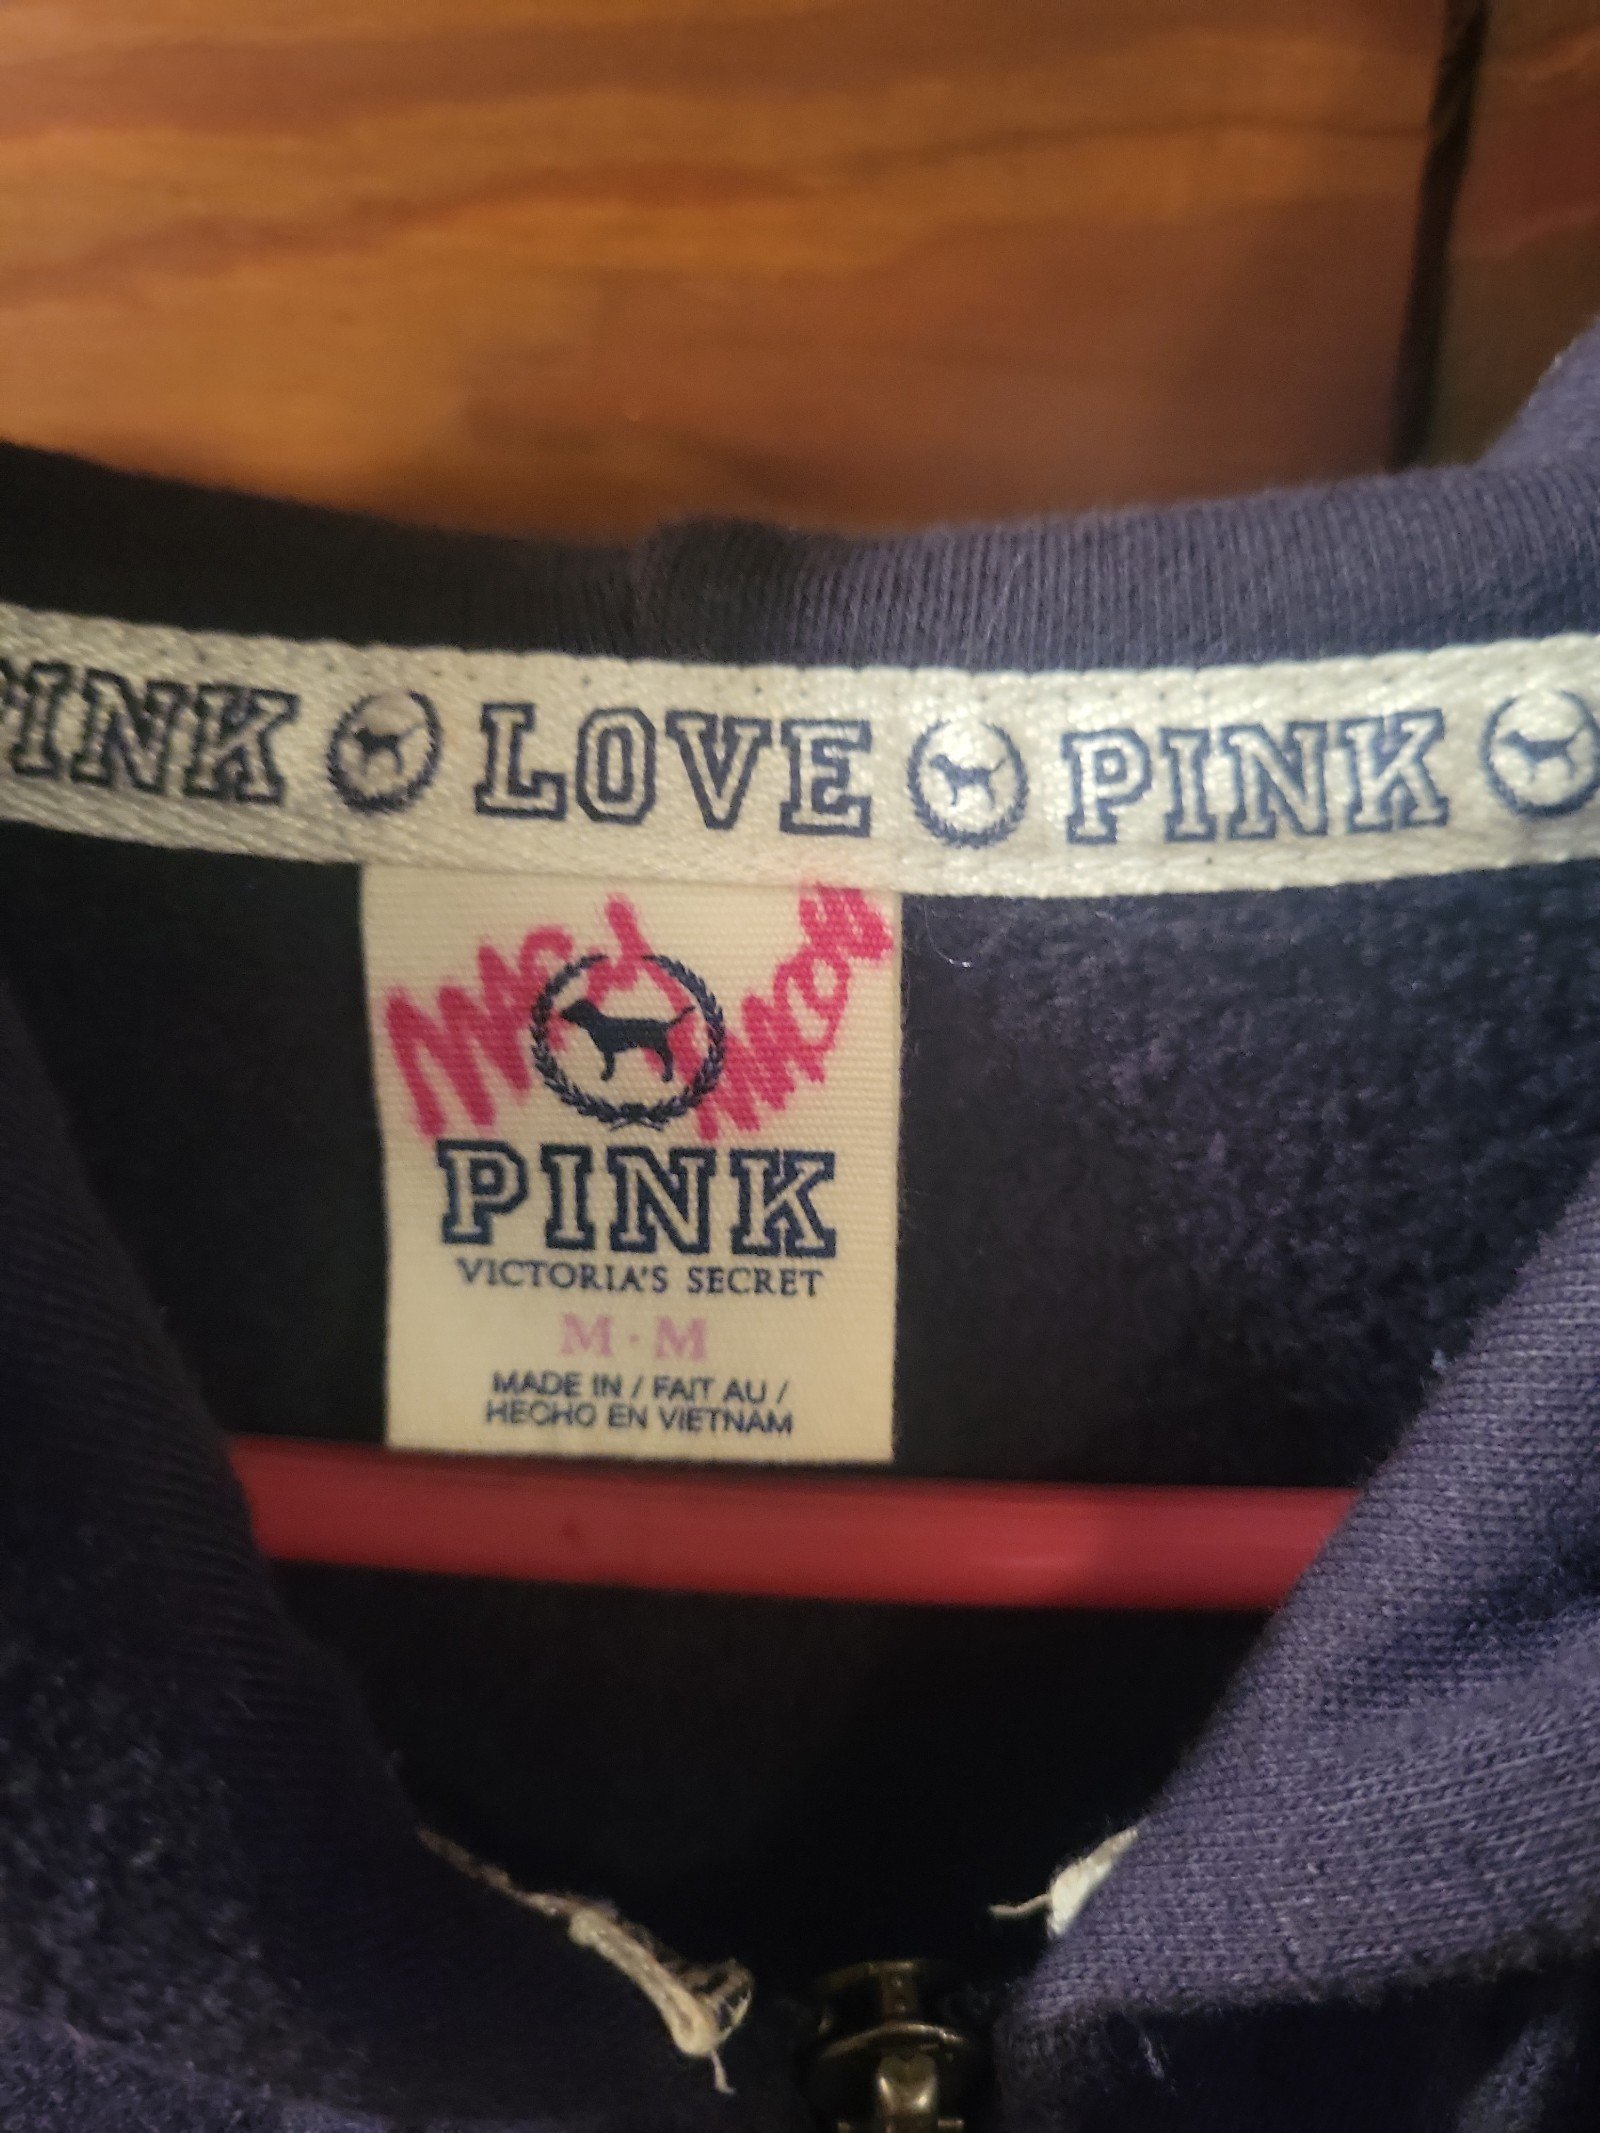 PINK LOVE PINK
PINK
VICTORIA'S SECRET
M · M
MADE IN / FAIT AU /
HECHO EN VIETNAM